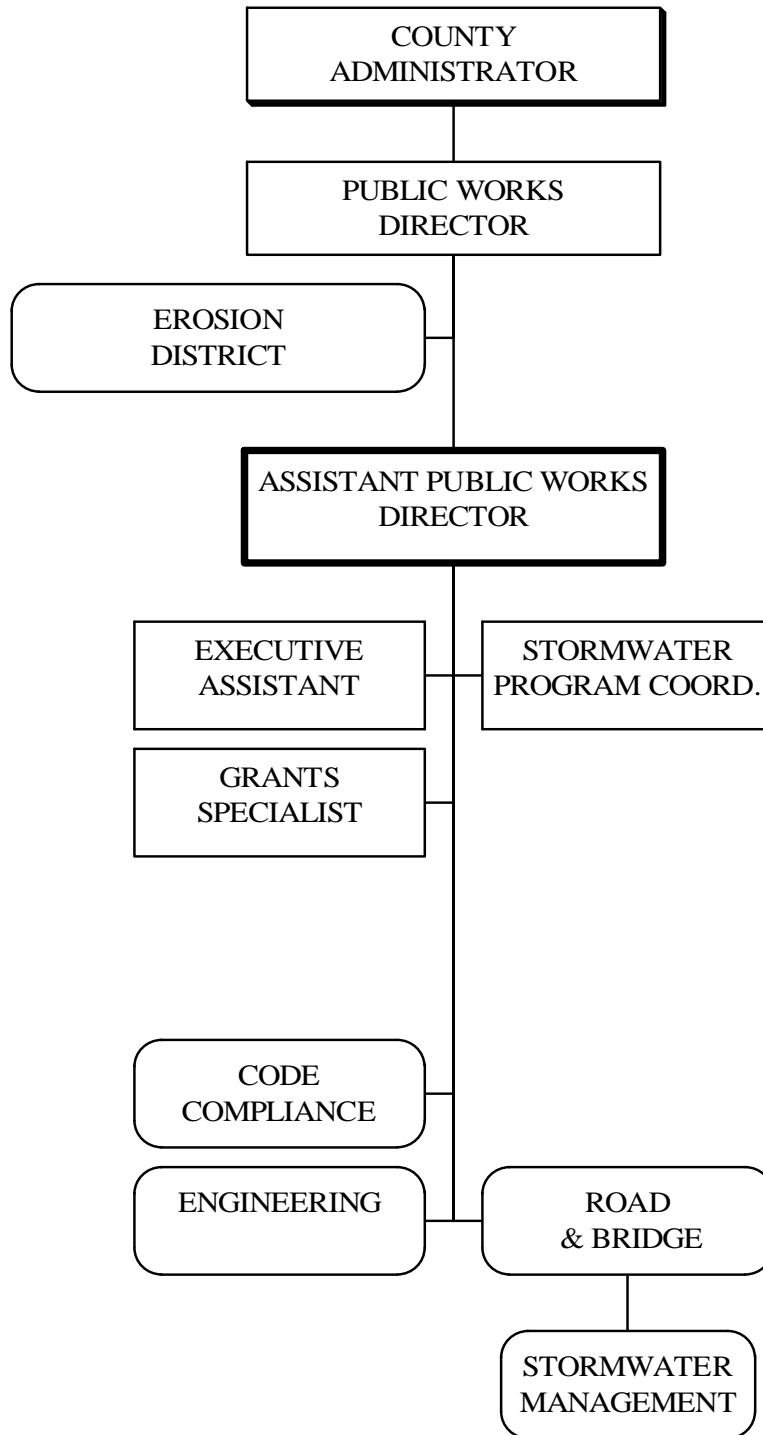 COUNTY
ADMINISTRATOR
PUBLIC WORKS
DIRECTOR
EROSION
DISTRICT
ASSISTANT PUBLIC WORKS
DIRECTOR
EXECUTIVE
ASSISTANT
STORMWATER
PROGRAM COORD.
GRANTS
SPECIALIST
CODE
COMPLIANCE
ENGINEERING
ROAD
& BRIDGE
STORMWATER
MANAGEMENT